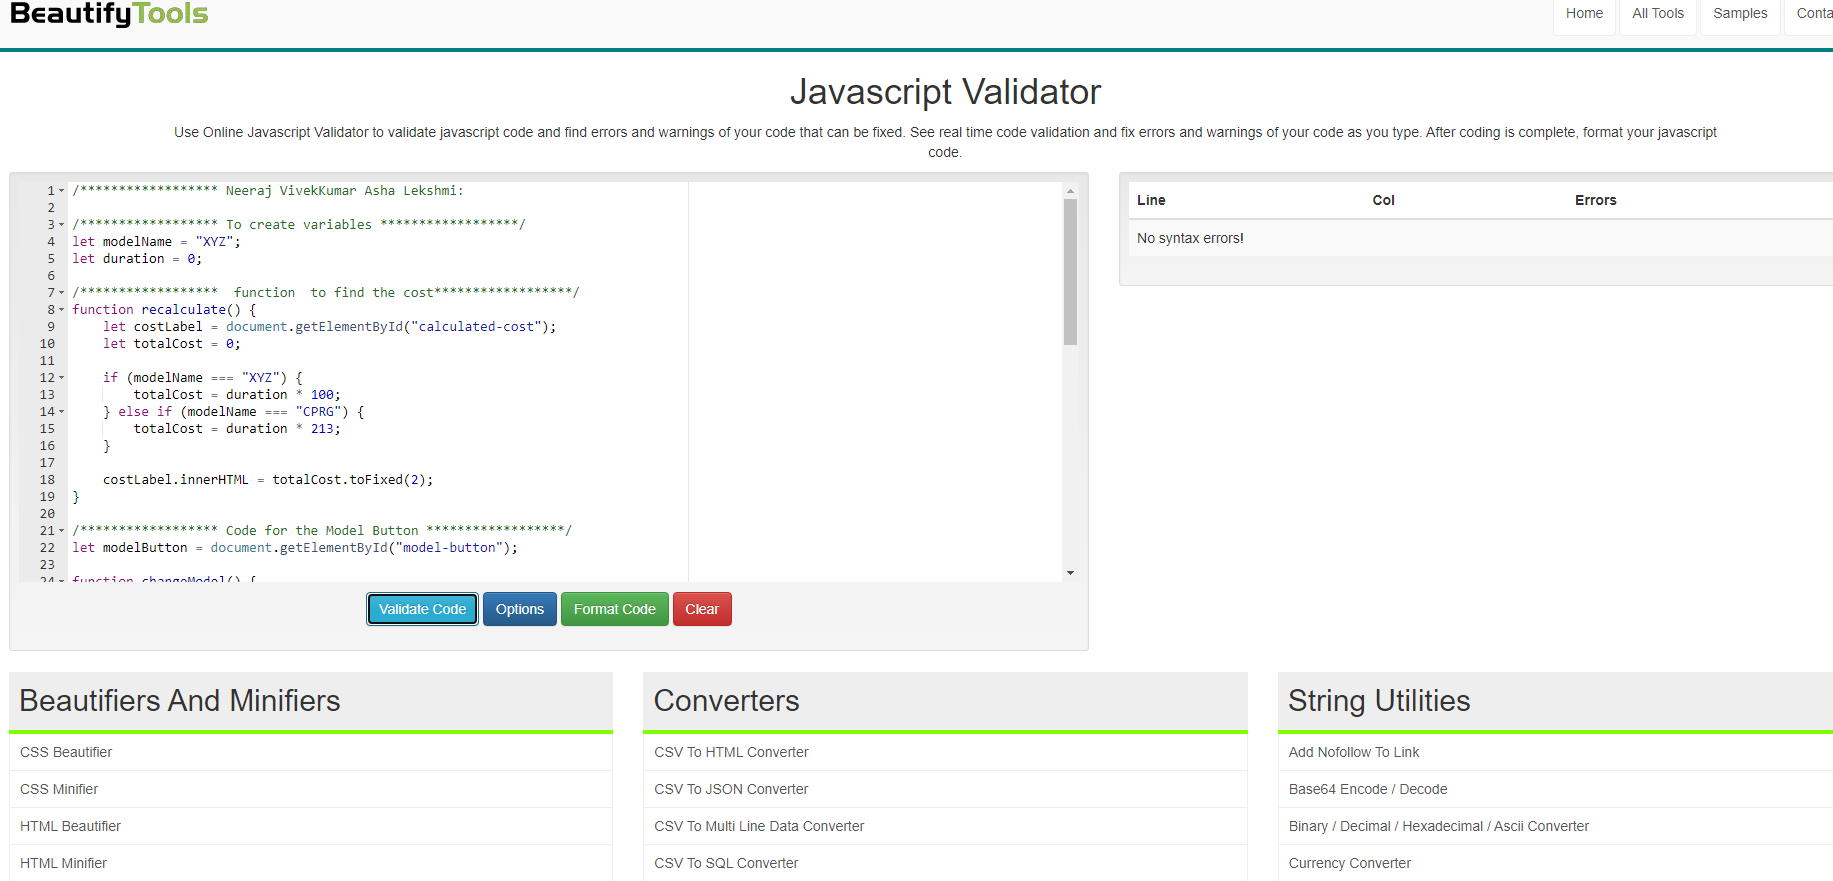 BeautifyTools
Home All Tools Samples Conta
Javascript Validator
Use Online Javascript Validator to validate javascript code and find errors and warnings of your code that can be fixed. See real time code validation and fix errors and warnings of your code as you type. After coding is complete, format your javascript
code.
1 /****************** Neeraj VivekKumar Asha Lekshmi:
2
3 /****************** To create variables ******************/
4 let modelName = "XYZ";
5 let duration = 0;
6
7 /****************** function to find the cost******************/
8 function recalculate() {
9 let costLabel = document.getElementById("calculated-cost");
10 let totalCost = 0;
11
12 if (modelName === "XYZ") {
13 totalCost = duration * 100;
14 } else if (modelName === "CPRG") {
15 totalCost = duration * 213;
16 }
17
18 costLabel.innerHTML = totalCost.toFixed(2);
19 }
20
21 /****************** Code for the Model Button ******************/
22 let modelButton = document.getElementById("model-button");
23
24 function changeModel() {
Validate Code Options Format Code Clear
Line Col Errors
No syntax errors!
Beautifiers And Minifiers
CSS Beautifier
CSS Minifier
HTML Beautifier
HTML Minifier
Converters
CSV To HTML Converter
CSV To JSON Converter
CSV To Multi Line Data Converter
CSV To SQL Converter
String Utilities
Add Nofollow To Link
Base64 Encode / Decode
Binary / Decimal / Hexadecimal / Ascii Converter
Currency Converter